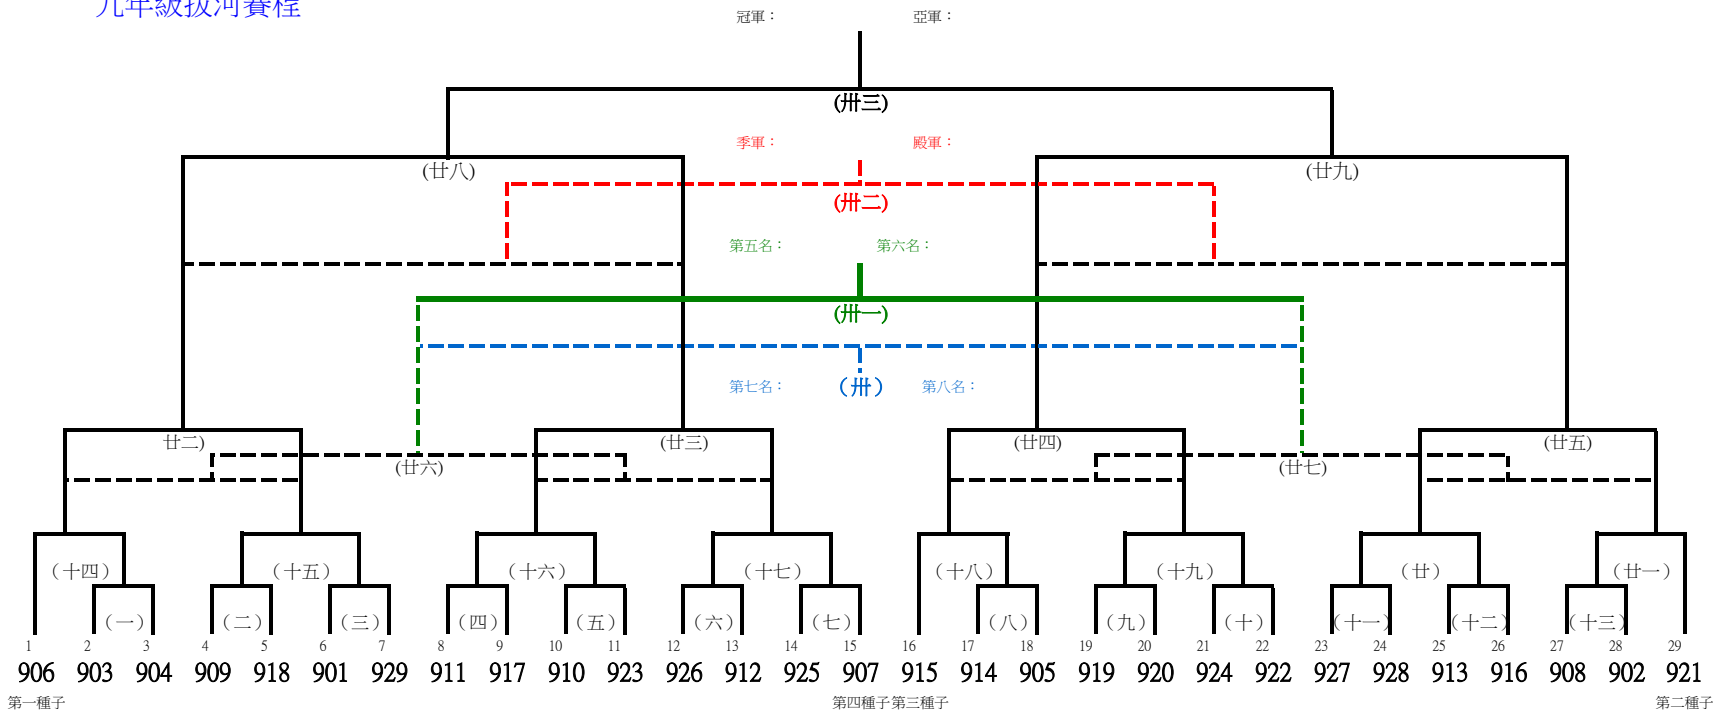 九年級拔河賽程
冠軍： 亞軍：
(卅三)
季軍： 殿軍：
(廿八) (廿九)
(卅二)
第五名： 第六名：
(卅一)
第七名： （卅） 第八名：
廿二) (廿三) (廿四) (廿五)
(廿六) (廿七)
（十四） （十五） （十六） （十七） （十八） （十九） （廿） （廿一）
（一） （二） （三） （四） （五） （六） （七） （八） （九） （十） （十一） （十二） （十三）
1 2 3 4 5 6 7 8 9 10 11 12 13 14 15 16 17 18 19 20 21 22 23 24 25 26 27 28 29
906 903 904 909 918 901 929 911 917 910 923 926 912 925 907 915 914 905 919 920 924 922 927 928 913 916 908 902 921
第一種子 第四種子 第三種子 第二種子